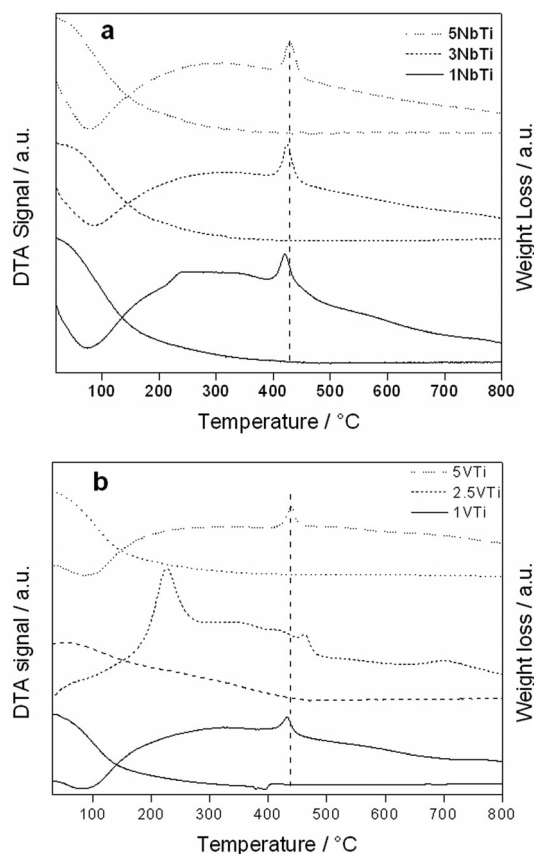 a
5NbTi
3NbTi
1NbTi
DTA Signal / a.u.
Weight Loss / a.u.
100 200 300 400 500 600 700 800
Temperature / °C
b
5VTi
2.5VTi
1VTi
DTA signal / a.u.
Weight loss / a.u.
100 200 300 400 500 600 700 800
Temperature / °C